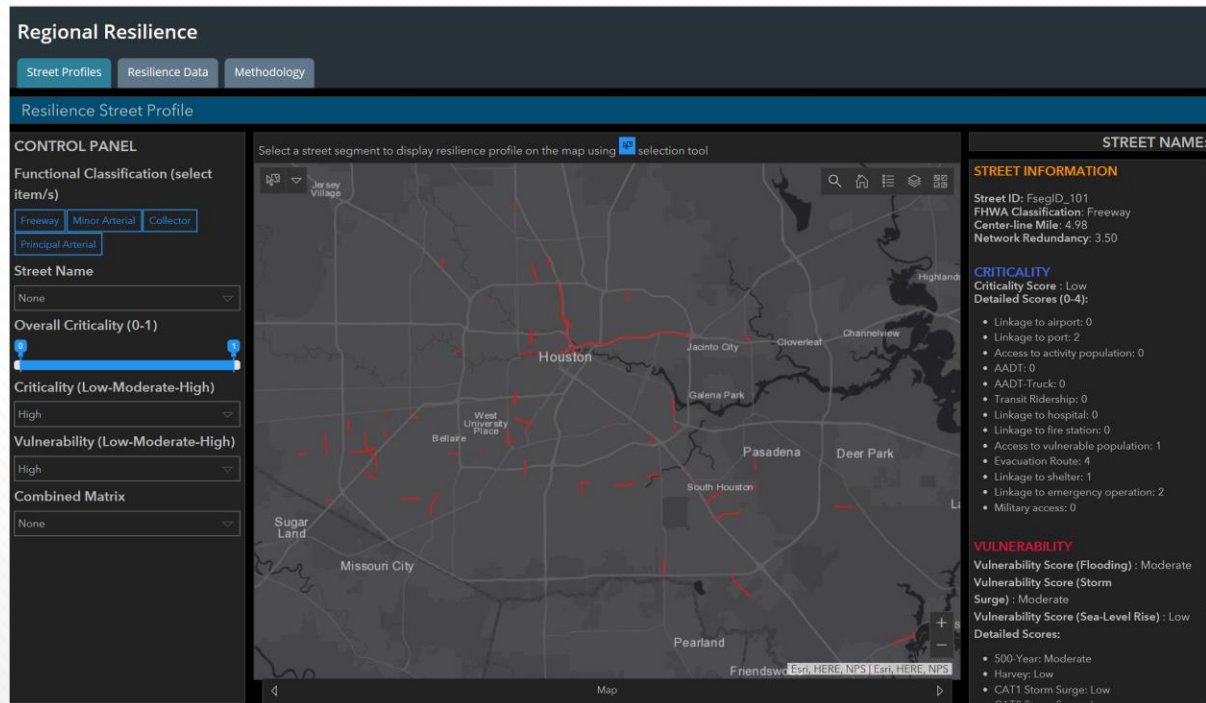 Regional Resilience
Street Profiles
Resilience Data
Methodology
Resilience Street Profile
CONTROL PANEL
Functional Classification (select
item/s)
Freeway
Minor Arterial
Collector
Principal Arterial
Street Name
None
Overall Criticality (0-1)
0
1
Criticality (Low-Moderate-High)
High
Vulnerability (Low-Moderate-High)
High
Combined Matrix
None
Select a street segment to display resilience profile on the map using selection tool
Jersey
Village
Highland
Channelview
Cloverleaf
Jacinto City
Houston
Galena Park
West
University
Place
Bellaire
Pasadena
Deer Park
South Houston
La
Sugar
Land
Missouri City
Pearland
Friendswo
Esri, HERE, NPS | Esri, HERE, NPS
Map
STREET NAME:
STREET INFORMATION
Street ID: FsegID_101
FHWA Classification: Freeway
Center-line Mile: 4.98
Network Redundancy: 3.50
CRITICALITY
Criticality Score : Low
Detailed Scores (0-4):
• Linkage to airport: 0
• Linkage to port: 2
• Access to activity population: 0
• AADT: 0
• AADT-Truck: 0
• Transit Ridership: 0
• Linkage to hospital: 0
• Linkage to fire station: 0
• Access to vulnerable population: 1
• Evacuation Route: 4
• Linkage to shelter: 1
• Linkage to emergency operation: 2
• Military access: 0
VULNERABILITY
Vulnerability Score (Flooding) : Moderate
Vulnerability Score (Storm
Surge) : Moderate
Vulnerability Score (Sea-Level Rise) : Low
Detailed Scores:
• 500-Year: Moderate
• Harvey: Low
• CAT1 Storm Surge: Low